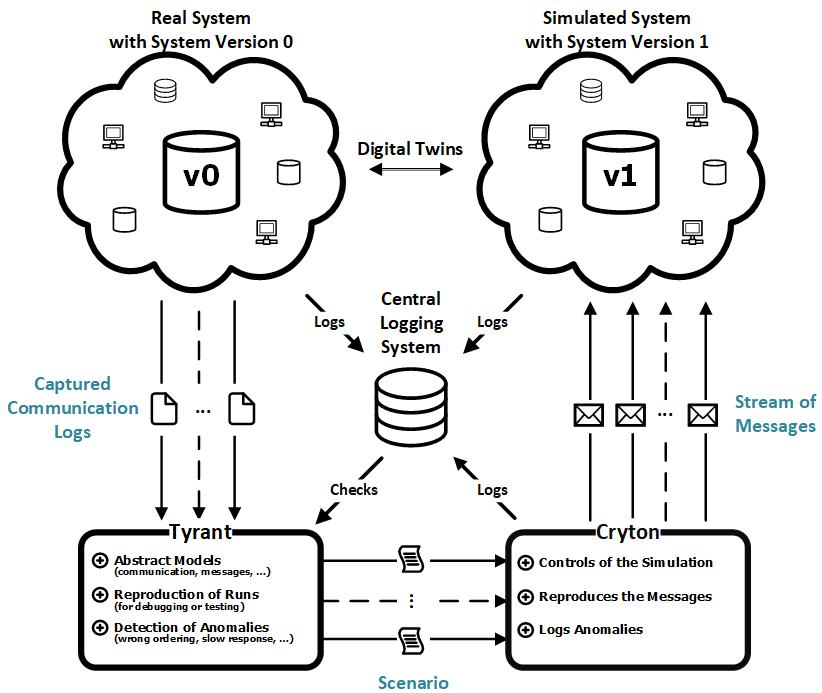 Real System
with System Version 0
Simulated System
with System Version 1
v0
Digital Twins
v1
Central
Logging
System
Logs
Logs
Captured
Communication
Logs
...
...
Stream of
Messages
Checks
Logs
Tyrant
Abstract Models
(communication, messages, ...)
Reproduction of Runs
(for debugging or testing)
Detection of Anomalies
(wrong ordering, slow response, ...)
...
Cryton
Controls of the Simulation
Reproduces the Messages
Logs Anomalies
Scenario